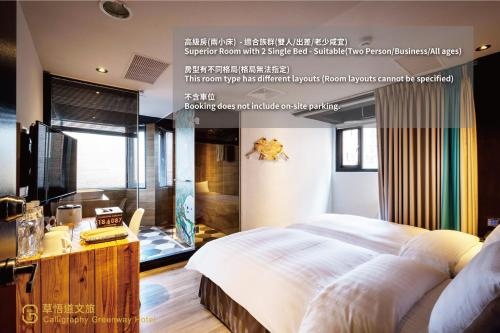 高級房(兩小床) - 適合族群(雙人/出差/老少咸宜)
Superior Room with 2 Single Bed - Suitable(Two Person/Business/All ages)
房型有不同格局(格局無法指定)
This room type has different layouts (Room layouts cannot be specified)
不含車位
Booking does not include on-site parking.
草悟道文旅
Calligraphy Greenway Hotel